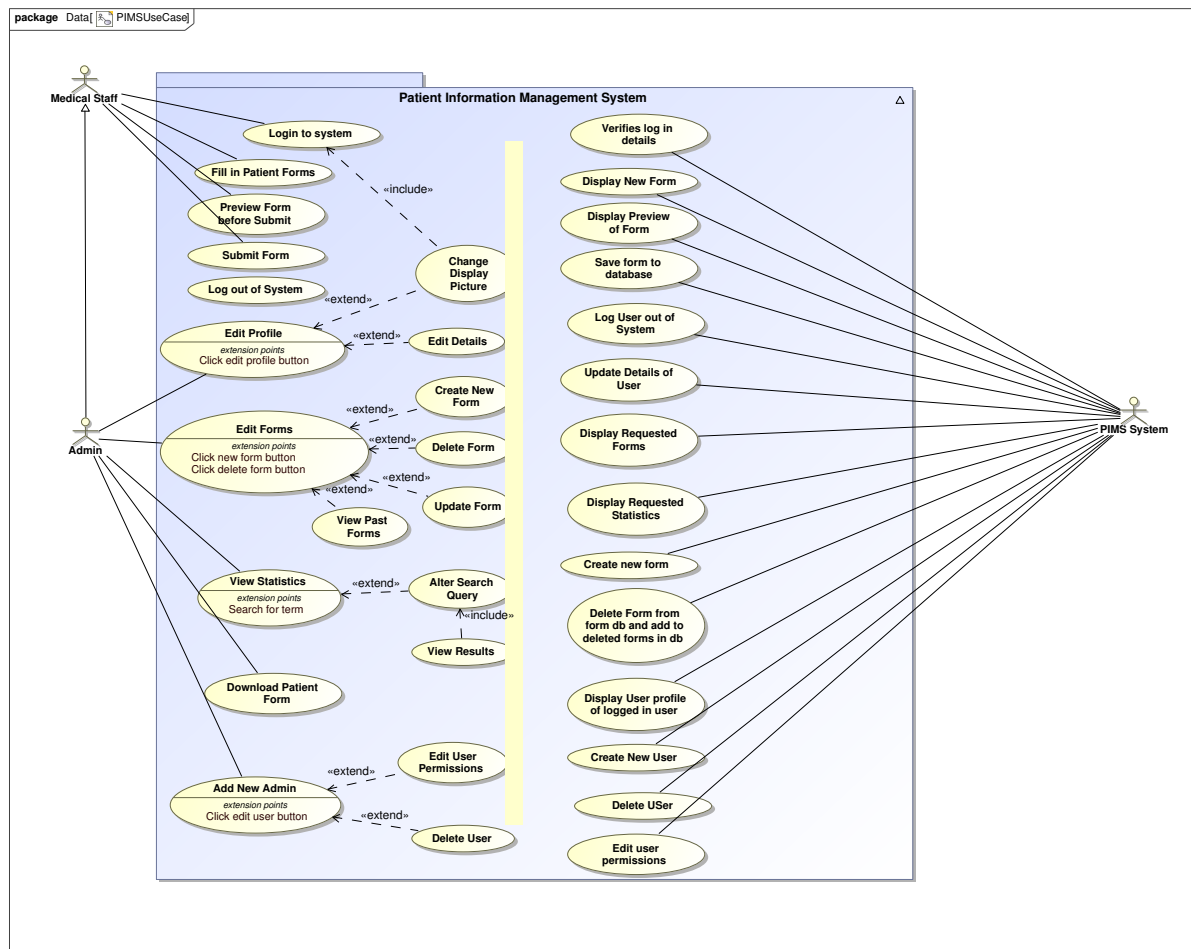 package Data[ PIMSUseCase]
Medical Staff
Patient Information Management System
Login to system
«include»
Fill in Patient Forms
Preview Form
before Submit
Submit Form
Log out of System
Change
Display
Picture
«extend»
Edit Profile
extension points
Click edit profile button
«extend»
Edit Details
Admin
Create New
Form
«extend»
Edit Forms
extension points
Click new form button
Click delete form button
«extend»
Delete Form
«extend»
Update Form
«extend»
View Past
Forms
View Statistics
extension points
Search for term
«extend»
Alter Search
Query
«include»
View Results
Download Patient
Form
Edit User
Permissions
«extend»
Add New Admin
extension points
Click edit user button
«extend»
Delete User
Verifies log in
details
Display New Form
Display Preview
of Form
Save form to
database
Log User out of
System
Update Details of
User
Display Requested
Forms
Display Requested
Statistics
Create new form
Delete Form from
form db and add to
deleted forms in db
Display User profile
of logged in user
Create New User
Delete USer
Edit user
permissions
PIMS System